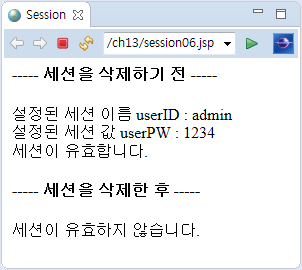 Session
/ch13/session06.jsp
----- 세션을 삭제하기 전 -----
설정된 세션 이름 userID : admin
설정된 세션 값 userPW : 1234
세션이 유효합니다.
----- 세션을 삭제한 후 -----
세션이 유효하지 않습니다.